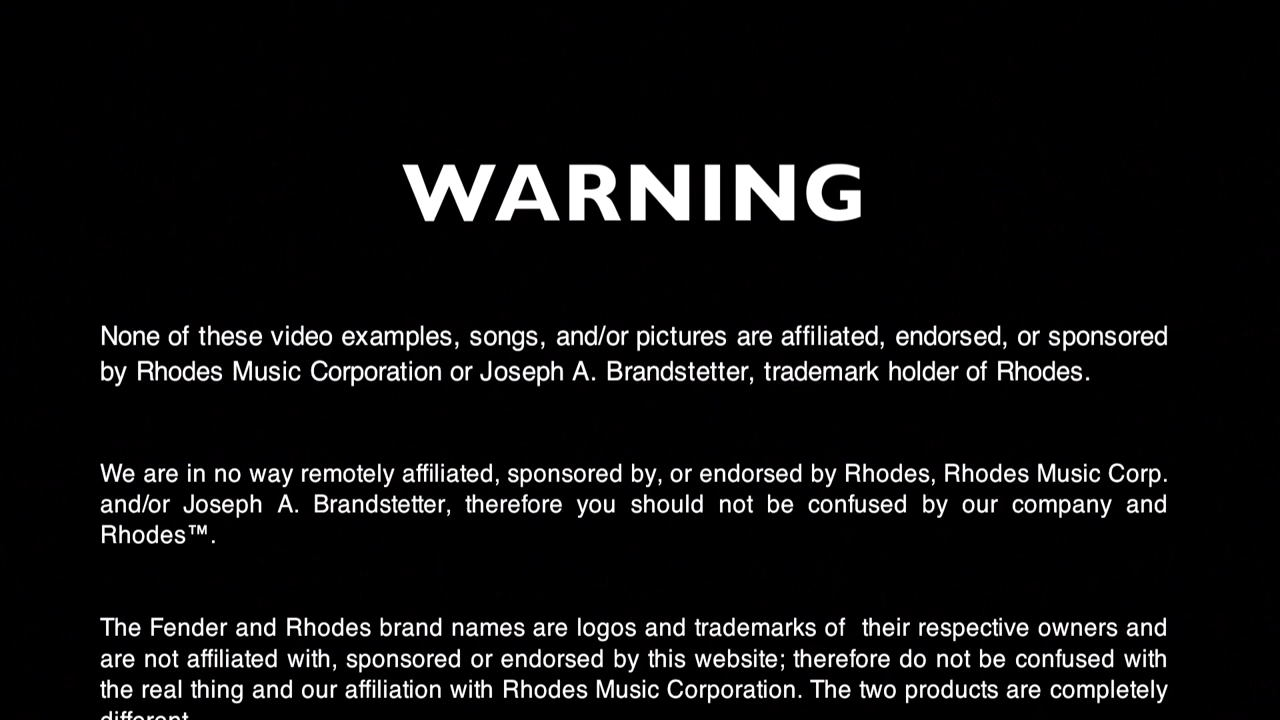 WARNING
None of these video examples, songs, and/or pictures are affiliated, endorsed, or sponsored
by Rhodes Music Corporation or Joseph A. Brandstetter, trademark holder of Rhodes.
We are in no way remotely affiliated, sponsored by, or endorsed by Rhodes, Rhodes Music Corp.
and/or Joseph A. Brandstetter, therefore you should not be confused by our company and
Rhodes™.
The Fender and Rhodes brand names are logos and trademarks of  their respective owners and
are not affiliated with, sponsored or endorsed by this website; therefore do not be confused with
the real thing and our affiliation with Rhodes Music Corporation. The two products are completely
different